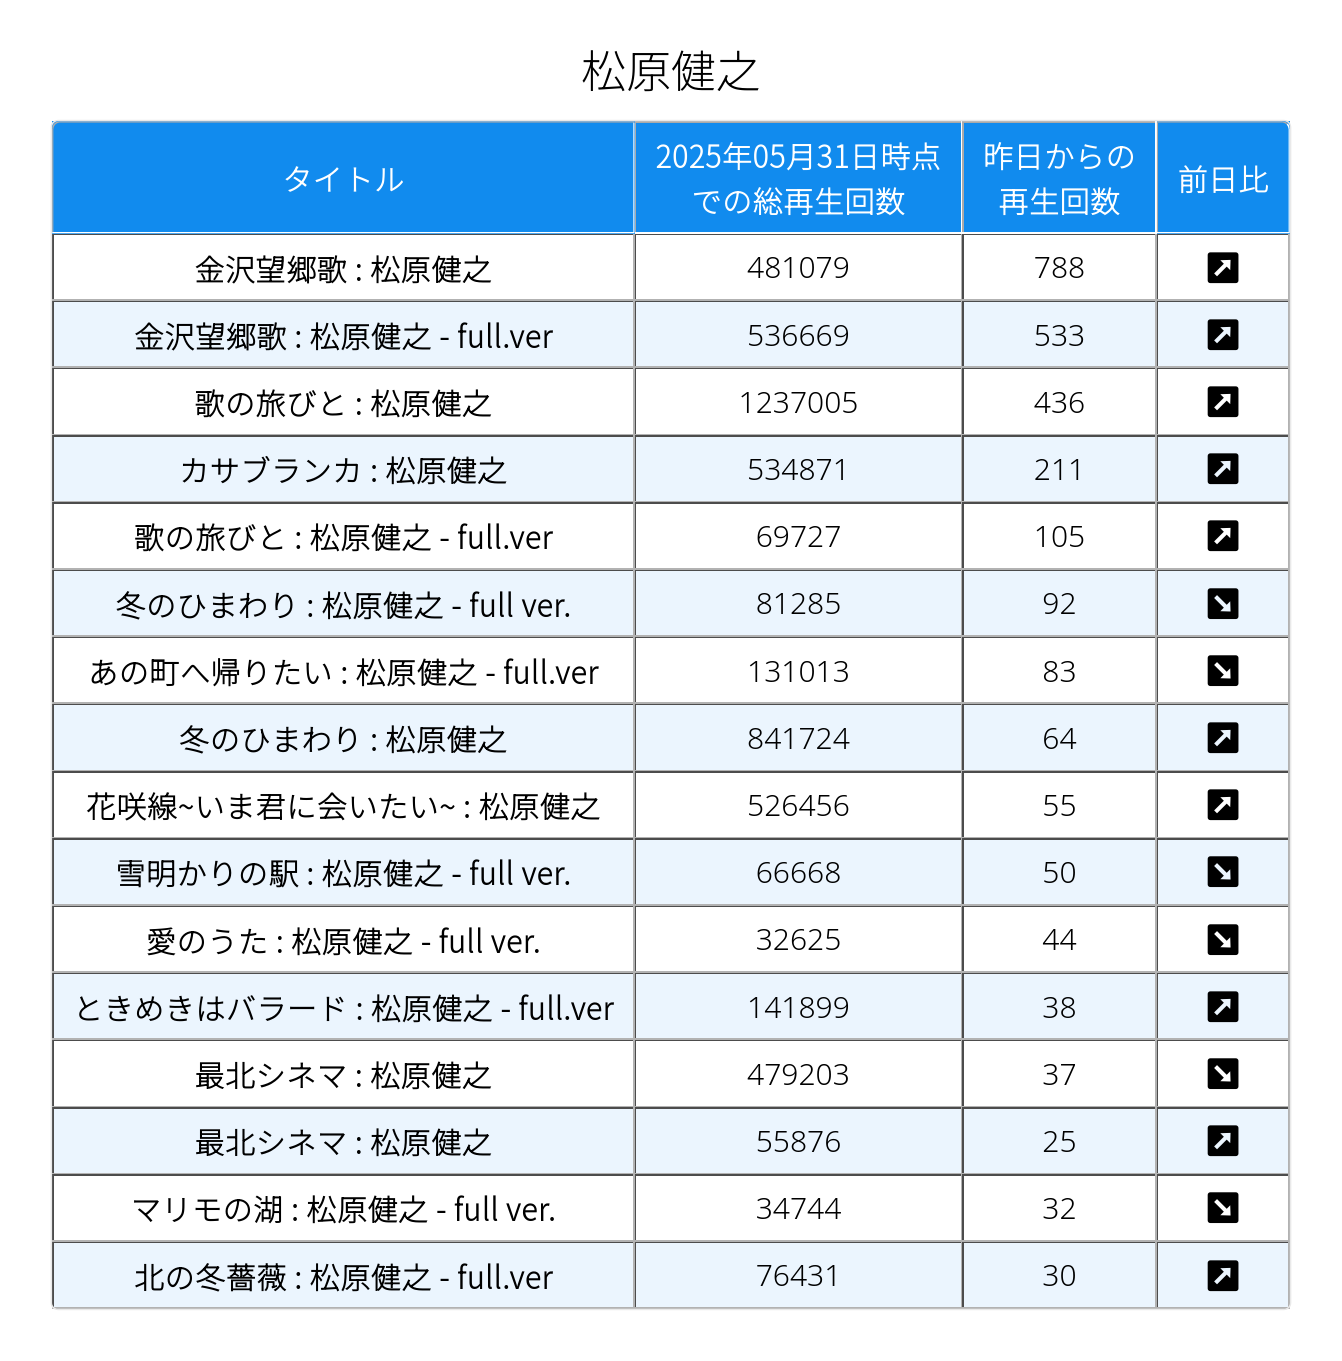 松原健之
タイトル
2025年05月31日時点
での総再生回数
昨日からの
再生回数
前日比
金沢望郷歌 : 松原健之 481079 788 ↗
金沢望郷歌 : 松原健之 - full.ver 536669 533 ↗
歌の旅びと : 松原健之 1237005 436 ↗
カサブランカ : 松原健之 534871 211 ↗
歌の旅びと : 松原健之 - full.ver 69727 105 ↗
冬のひまわり : 松原健之 - full ver. 81285 92 ↘
あの町へ帰りたい : 松原健之 - full.ver 131013 83 ↘
冬のひまわり : 松原健之 841724 64 ↗
花咲線~いま君に会いたい~ : 松原健之 526456 55 ↗
雪明かりの駅 : 松原健之 - full ver. 66668 50 ↘
愛のうた : 松原健之 - full ver. 32625 44 ↘
ときめきはバラード : 松原健之 - full.ver 141899 38 ↗
最北シネマ : 松原健之 479203 37 ↘
最北シネマ : 松原健之 55876 25 ↗
マリモの湖 : 松原健之 - full ver. 34744 32 ↘
北の冬薔薇 : 松原健之 - full.ver 76431 30 ↗